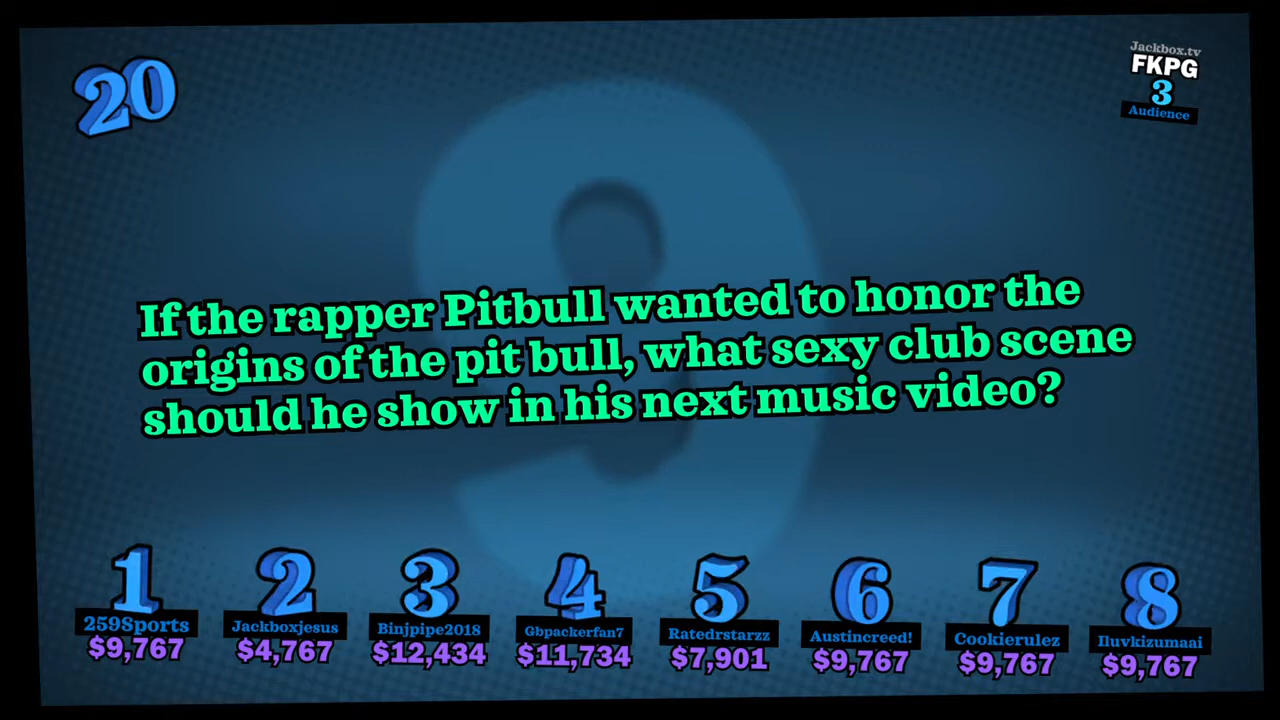 20
Jackbox.tv
FKPG
3
Audience
If the rapper Pitbull wanted to honor the
origins of the pit bull, what sexy club scene
should he show in his next music video?
9
1 2 3 4 5 6 7 8
259Sports Jackboxjesus Binjpipe2018 Gbpackerfan7 Ratedrstarzz Austincreed! Cookierulez Iluvkizumaai
$9,767 $4,767 $12,434 $11,734 $7,901 $9,767 $9,767 $9,767